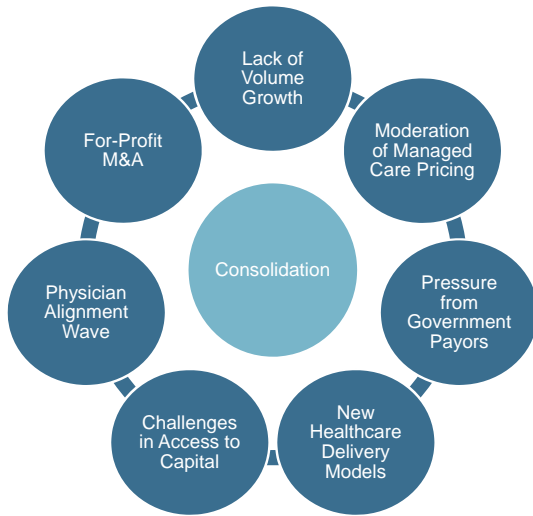 Lack of
Volume
Growth
Moderation
of Managed
Care Pricing
Pressure
from
Government
Payors
New
Healthcare
Delivery
Models
Challenges
in Access to
Capital
Physician
Alignment
Wave
For-Profit
M&A
Consolidation